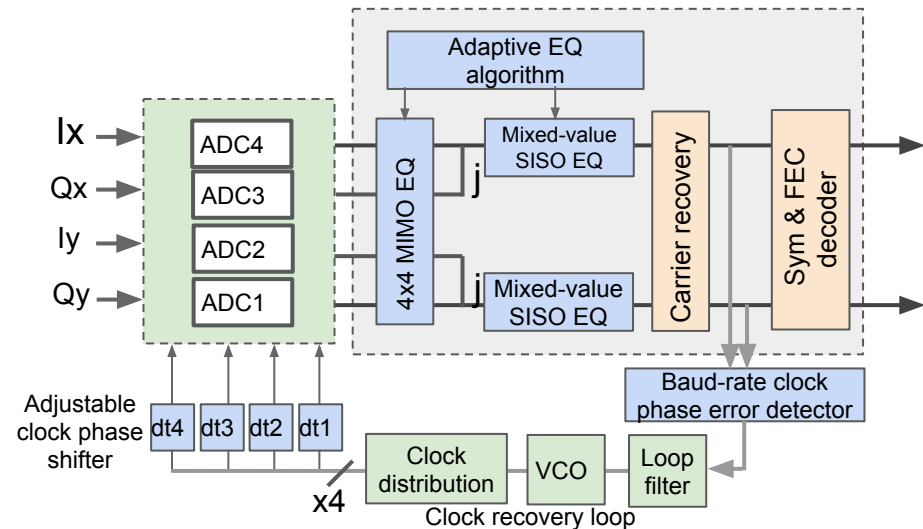 Ix
Qx
Iy
Qy
ADC4
ADC3
ADC2
ADC1
Adaptive EQ
algorithm
4x4 MIMO EQ
j
j
Mixed-value
SISO EQ
Mixed-value
SISO EQ
Carrier recovery
Sym & FEC
decoder
Baud-rate clock
phase error detector
Adjustable
clock phase
shifter
dt4
dt3
dt2
dt1
x4
Clock
distribution
VCO
Loop
filter
Clock recovery loop